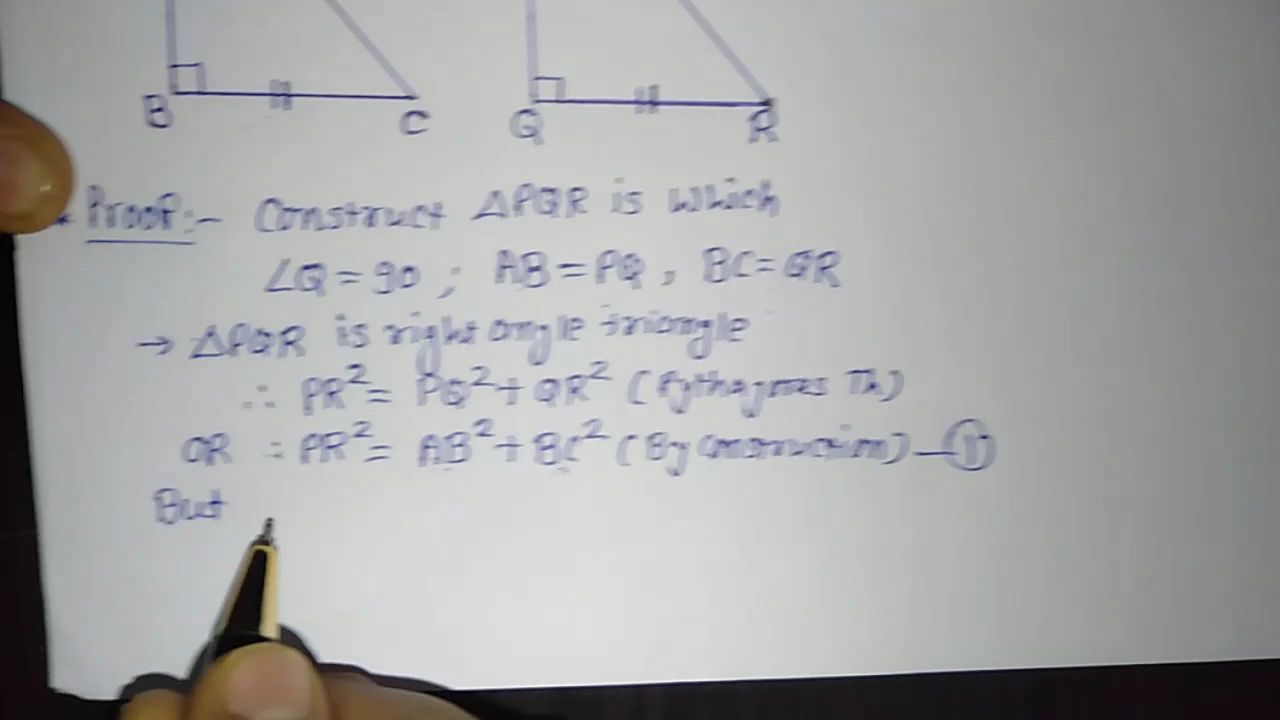 B C Q R
Proof:- Construct △PQR is which
∠Q = 90 ; AB = PQ , BC = QR
→ △PQR is right angle triangle
∴ PR² = PQ² + QR² (Pythagoras Th)
OR : PR² = AB² + BC² (By Construction) — ①
But